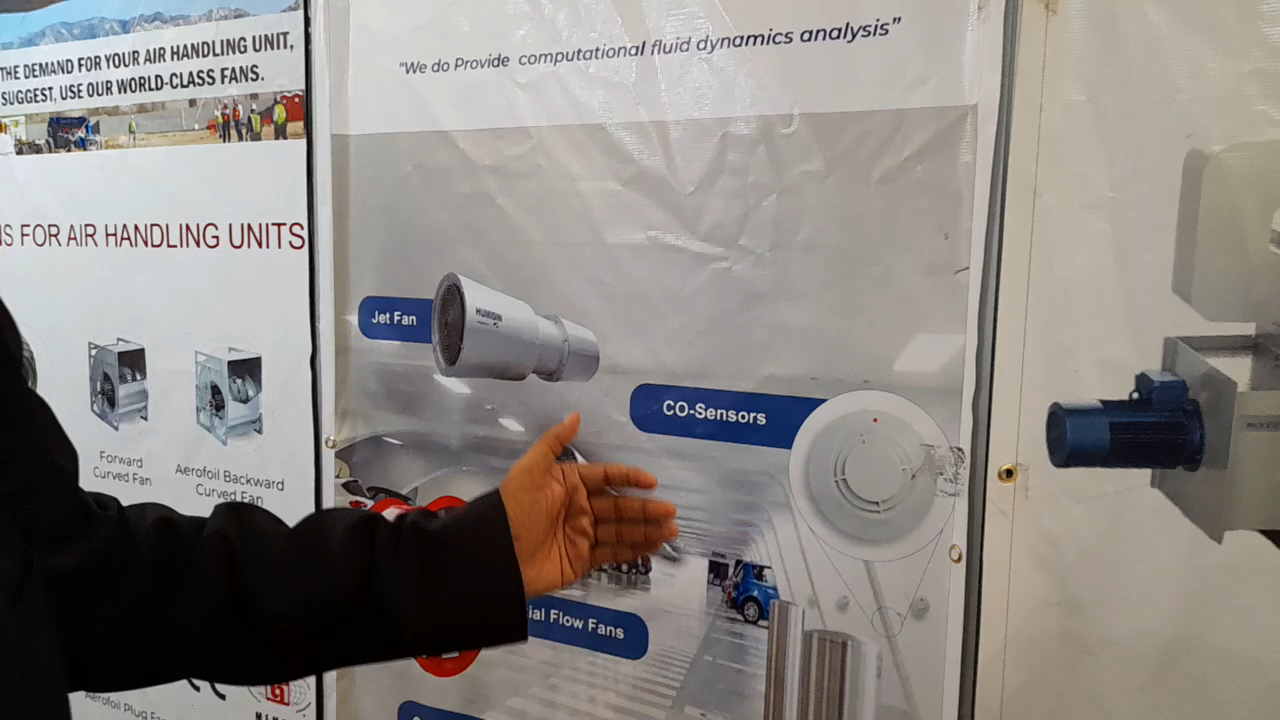 THE DEMAND FOR YOUR AIR HANDLING UNIT,
SUGGEST, USE OUR WORLD-CLASS FANS.
S FOR AIR HANDLING UNITS
Forward
Curved Fan
Aerofoil Backward
Curved Fan
Aerofoil Plug Fa
"We do Provide computational fluid dynamics analysis"
Jet Fan
HUMIDIN
CO-Sensors
ial Flow Fans